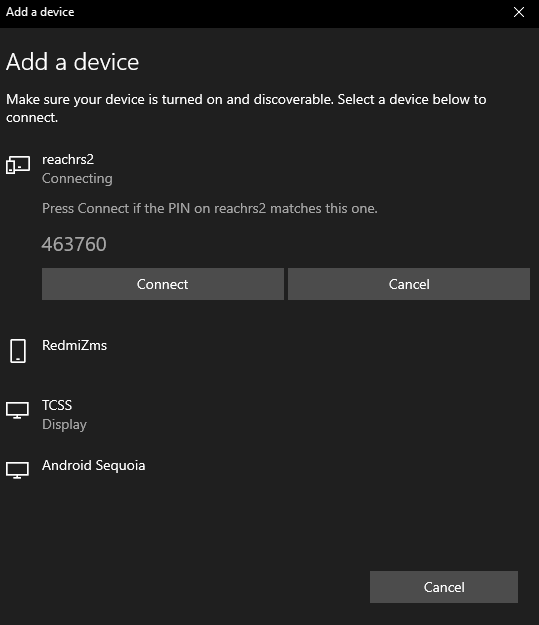 Add a device
Add a device
Make sure your device is turned on and discoverable. Select a device below to
connect.
reachrs2
Connecting
Press Connect if the PIN on reachrs2 matches this one.
463760
Connect
Cancel
RedmiZms
TCSS
Display
Android Sequoia
Cancel